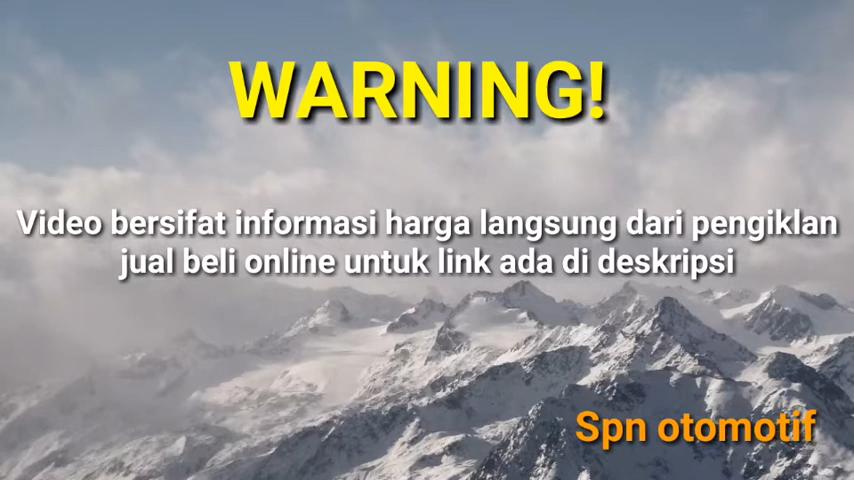 WARNING!
Video bersifat informasi harga langsung dari pengiklan
jual beli online untuk link ada di deskripsi
Spn otomotif